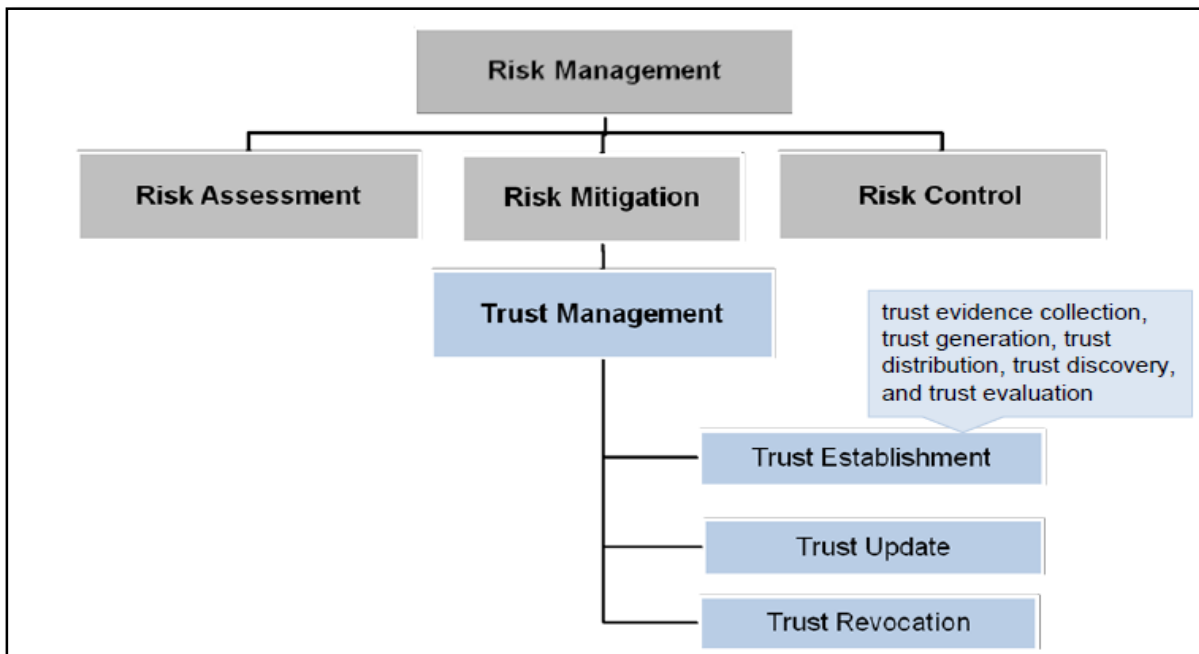 Risk Management
Risk Assessment
Risk Mitigation
Risk Control
Trust Management
trust evidence collection,
trust generation, trust
distribution, trust discovery,
and trust evaluation
Trust Establishment
Trust Update
Trust Revocation